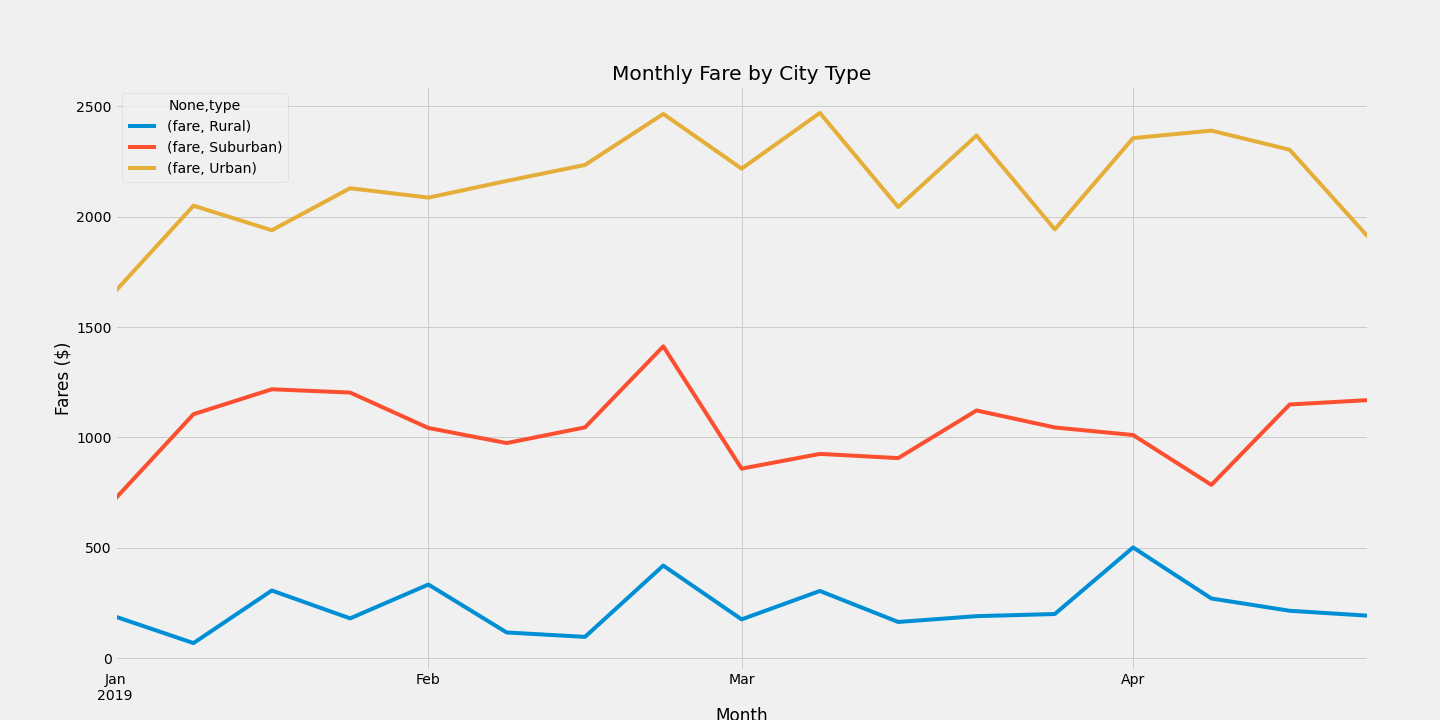 Monthly Fare by City Type
None,type
(fare, Rural)
(fare, Suburban)
(fare, Urban)
Fares ($)
2500
2000
1500
1000
500
0
Jan
2019
Feb
Mar
Apr
Month